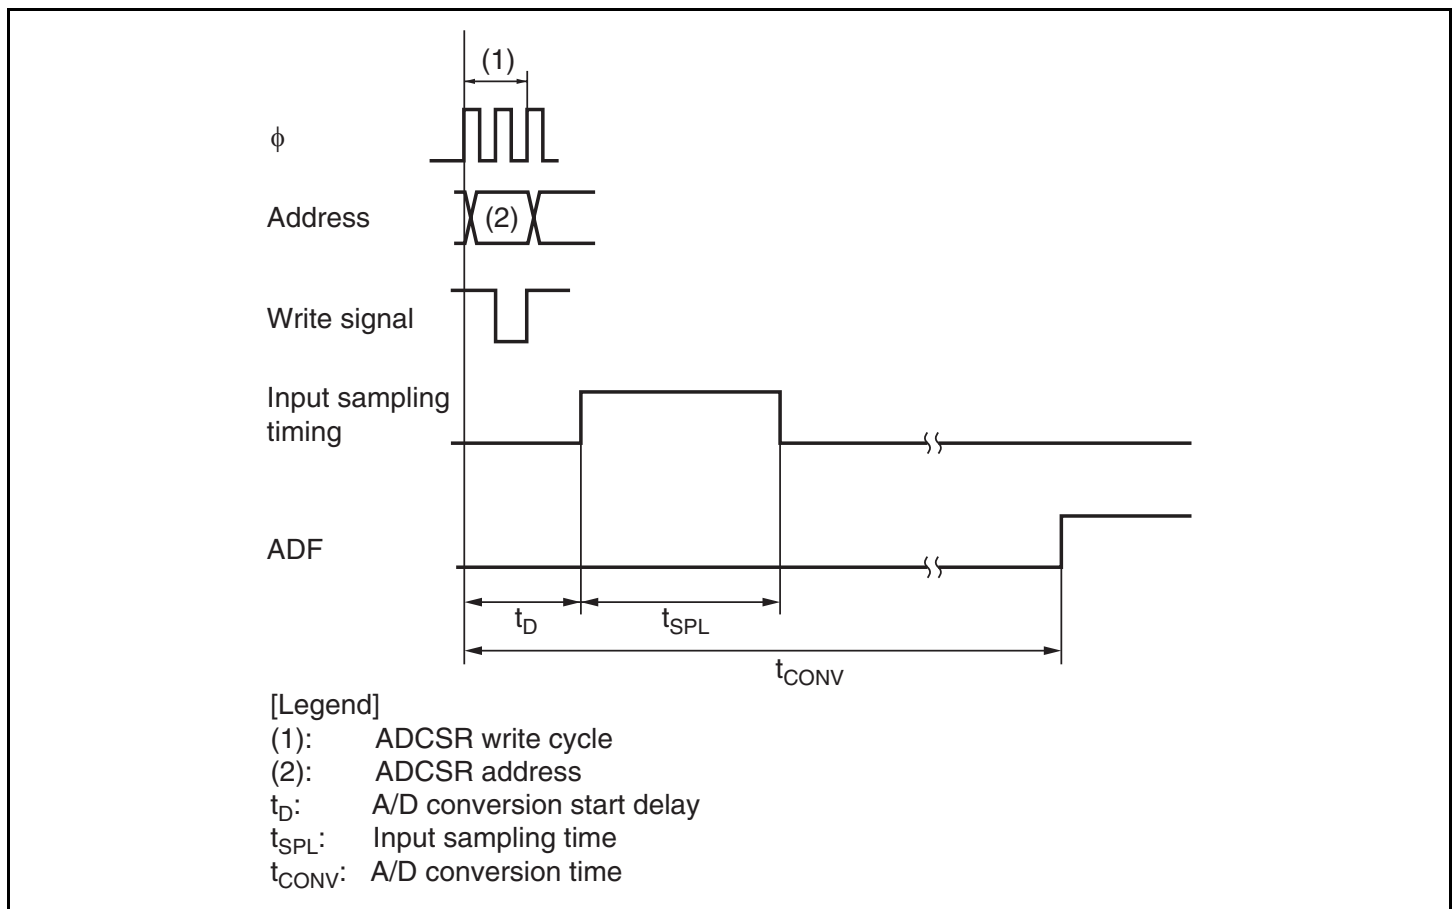 (1)
ϕ
Address
(2)
Write signal
Input sampling
timing
ADF
tD
tSPL
tCONV
[Legend]
(1): ADCSR write cycle
(2): ADCSR address
tD: A/D conversion start delay
tSPL: Input sampling time
tCONV: A/D conversion time